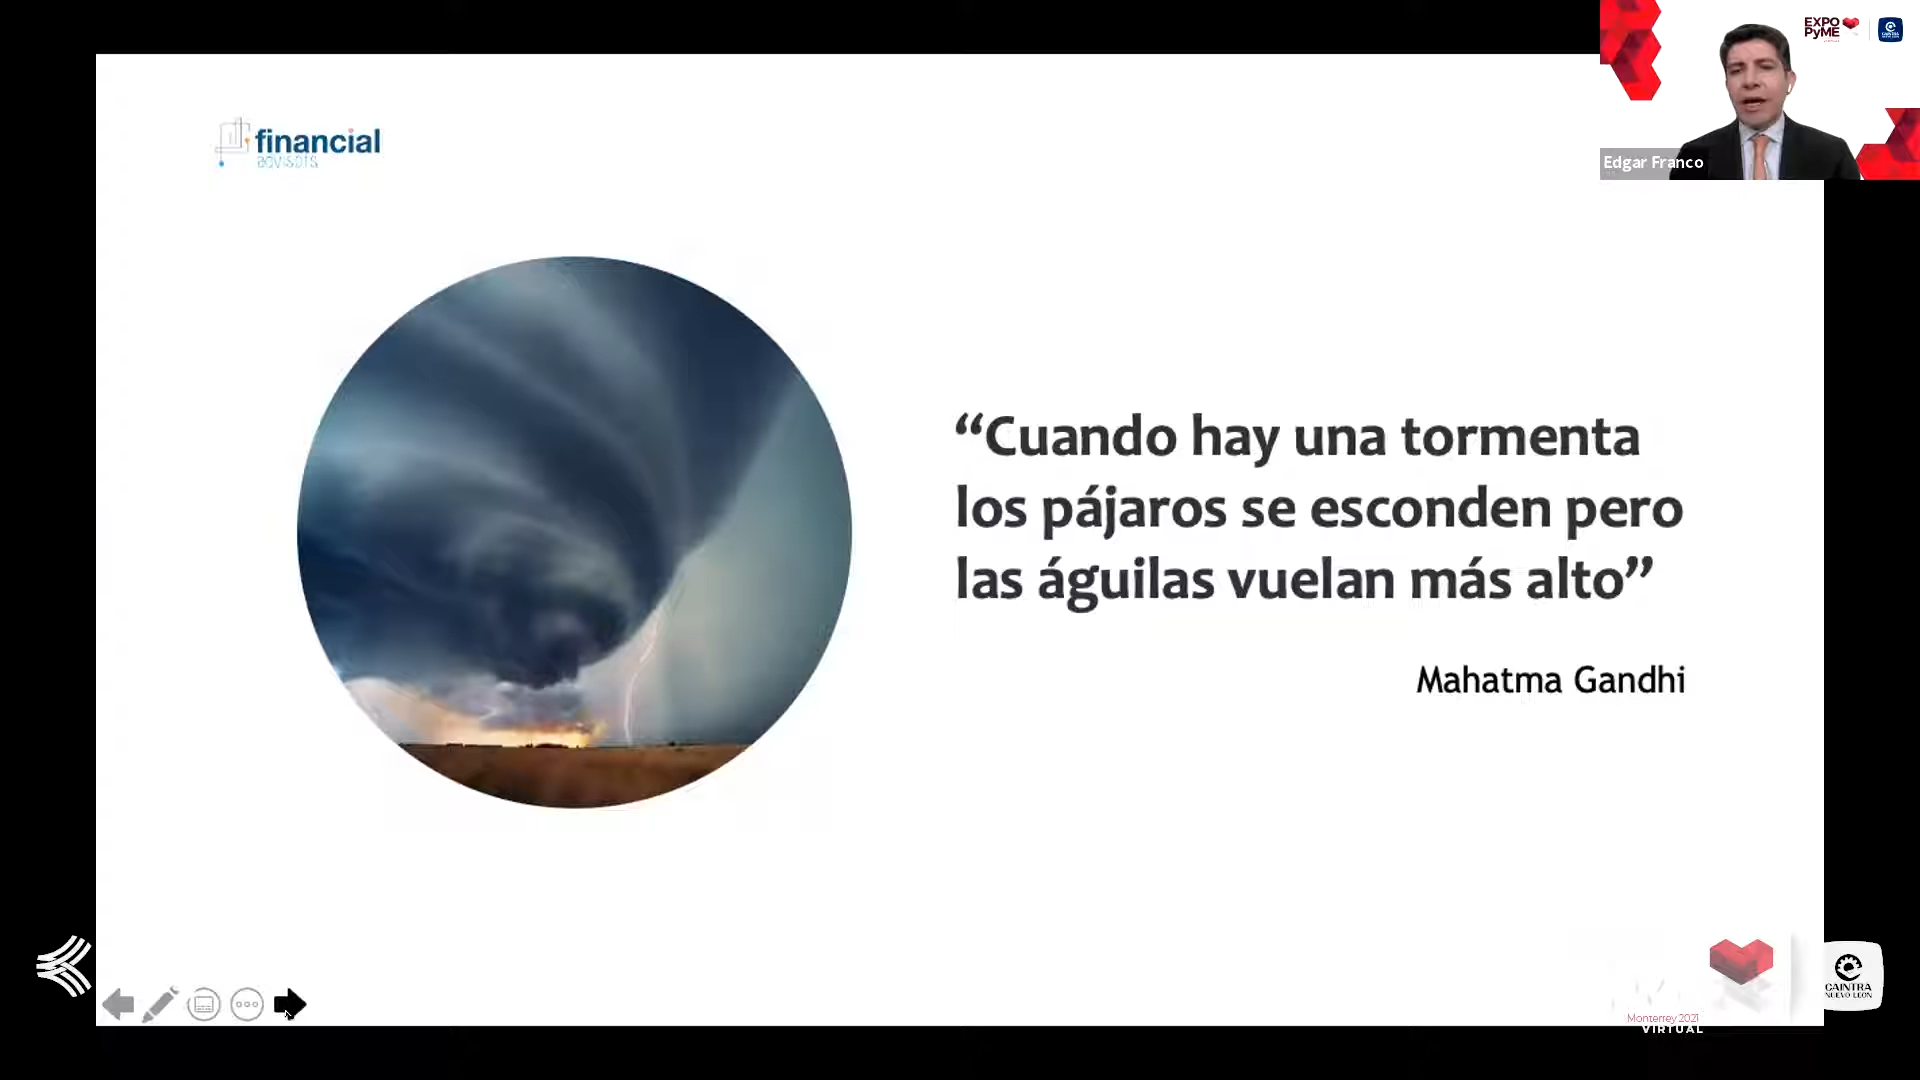 EXPO
PyME
Edgar Franco
financial
advisors
“Cuando hay una tormenta
los pájaros se esconden pero
las águilas vuelan más alto”
Mahatma Gandhi
CAINTRA
NUEVO LEÓN
Monterrey 2021
VIRTUAL